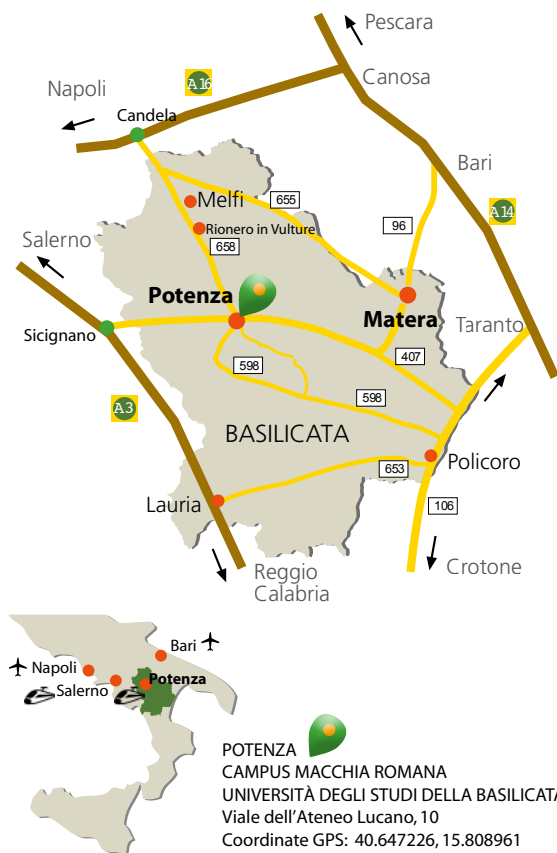 Pescara
Canosa
A16
Napoli
Candela
Bari
Melfi
655
A14
Rionero in Vulture
96
Salerno
658
Potenza
Matera
Taranto
Sicignano
407
598
598
A3
BASILICATA
Policoro
653
Lauria
106
Reggio
Calabria
Crotone
Bari
Napoli
Potenza
Salerno
POTENZA
CAMPUS MACCHIA ROMANA
UNIVERSITÀ DEGLI STUDI DELLA BASILICATA
Viale dell'Ateneo Lucano, 10
Coordinate GPS: 40.647226, 15.808961